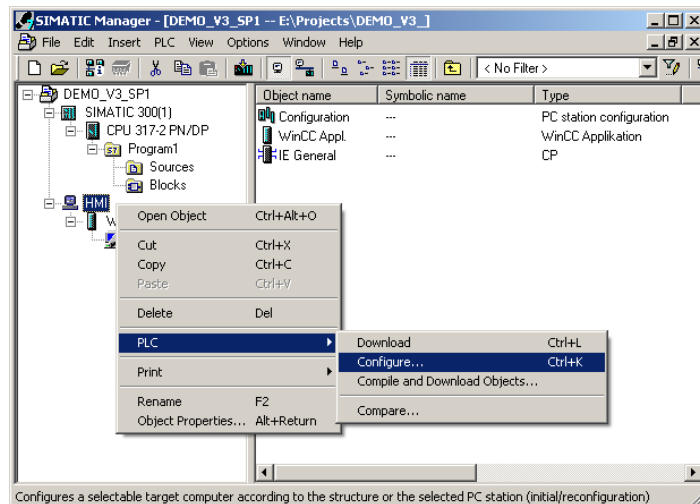 SIMATIC Manager - [DEMO_V3_SP1 -- E:\Projects\DEMO_V3_]
File Edit Insert PLC View Options Window Help
< No Filter >
DEMO_V3_SP1
SIMATIC 300(1)
CPU 317-2 PN/DP
Program1
Sources
Blocks
HMI
W
Object name Symbolic name Type
Configuration --- PC station configuration
WinCC Appl. --- WinCC Applikation
IE General --- CP
Open Object Ctrl+Alt+O
Cut Ctrl+X
Copy Ctrl+C
Paste Ctrl+V
Delete Del
PLC
Print
Rename F2
Object Properties... Alt+Return
Download Ctrl+L
Configure... Ctrl+K
Compile and Download Objects...
Compare...
Configures a selectable target computer according to the structure or the selected PC station (initial/reconfiguration)